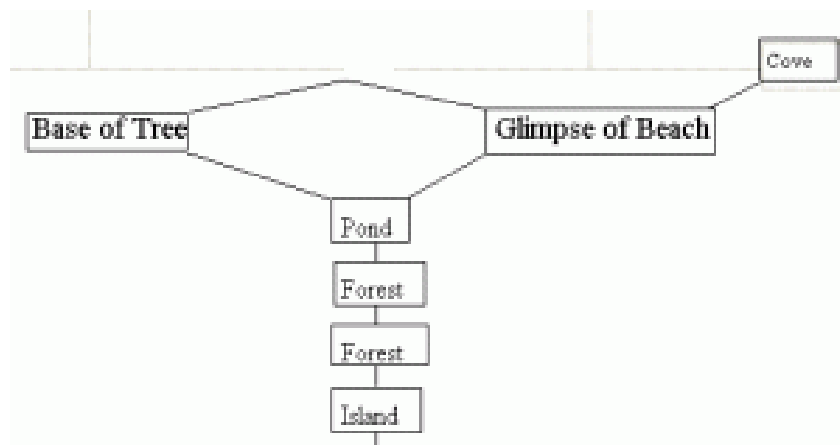 Cove
Base of Tree
Glimpse of Beach
Pond
Forest
Forest
Island